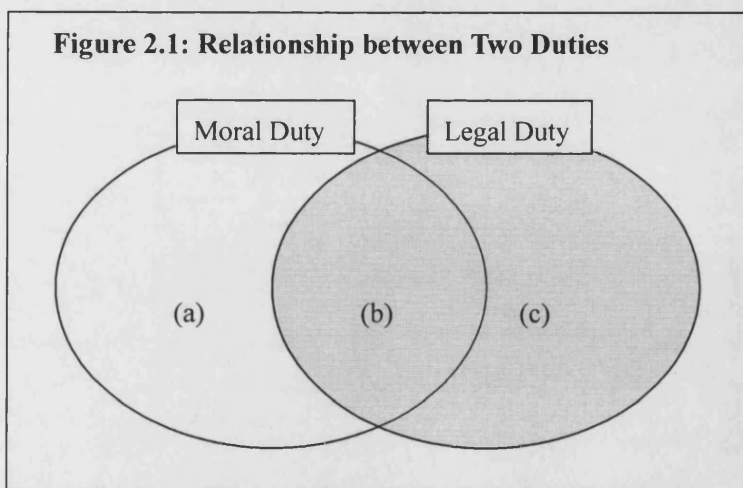 Figure 2.1: Relationship between Two Duties
Moral Duty
Legal Duty
(a)
(b)
(c)